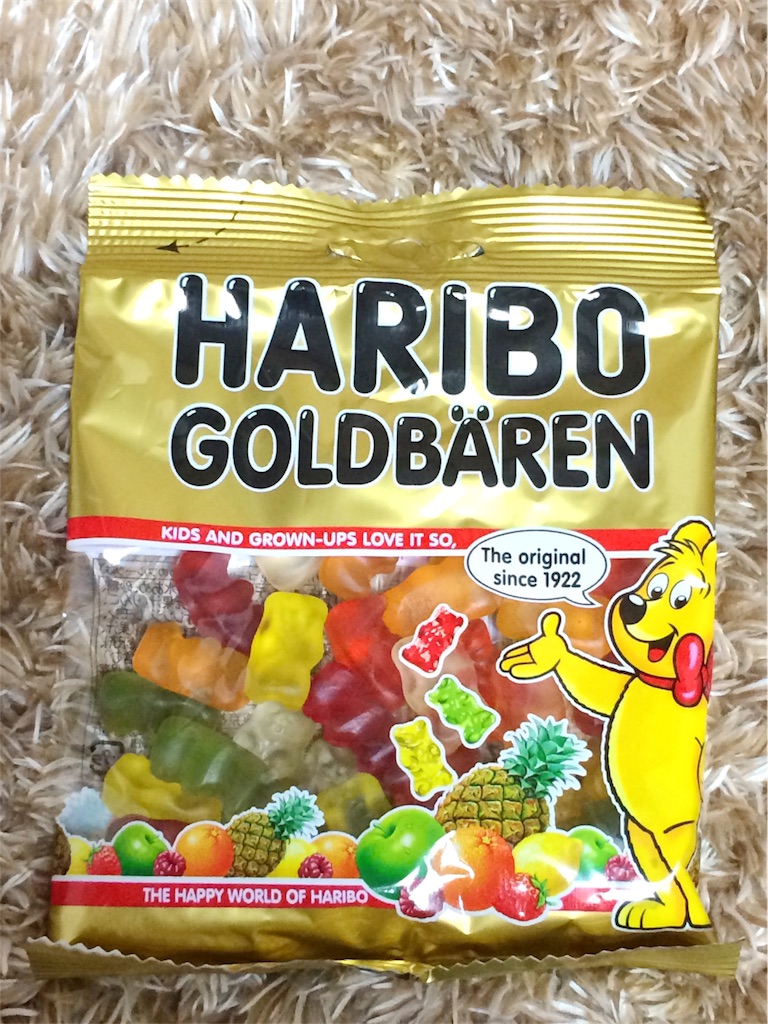 HARIBO
GOLDBÄREN
KIDS AND GROWN-UPS LOVE IT SO,
The original
since 1922
THE HAPPY WORLD OF HARIBO